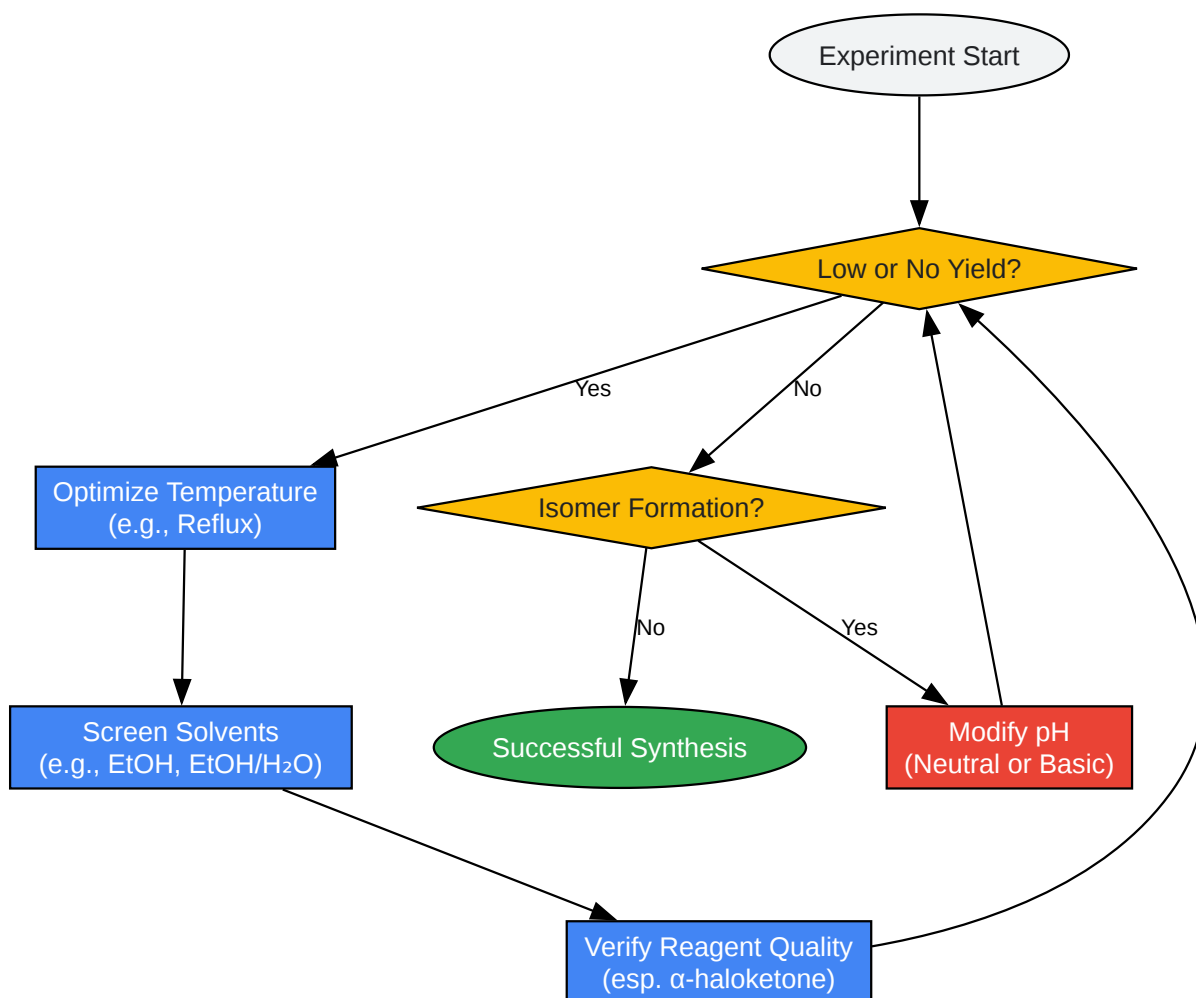 Experiment Start
Low or No Yield?
Yes
No
Optimize Temperature
(e.g., Reflux)
Isomer Formation?
No
Yes
Screen Solvents
(e.g., EtOH, EtOH/H₂O)
Successful Synthesis
Modify pH
(Neutral or Basic)
Verify Reagent Quality
(esp. α-haloketone)